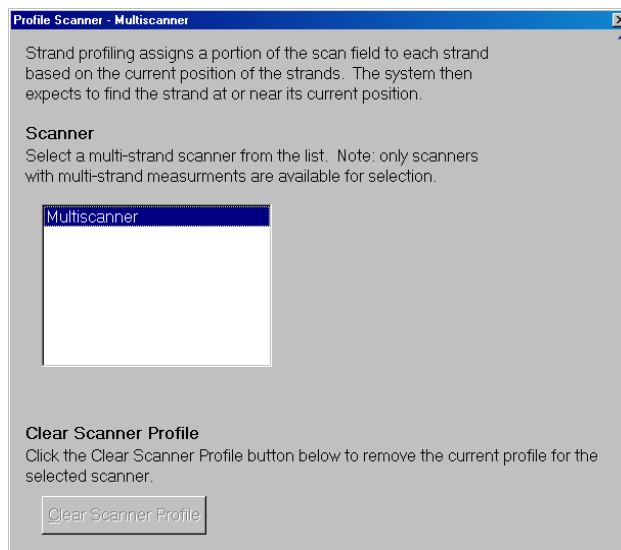 Profile Scanner - Multiscanner
Strand profiling assigns a portion of the scan field to each strand
based on the current position of the strands. The system then
expects to find the strand at or near its current position.
Scanner
Select a multi-strand scanner from the list. Note: only scanners
with multi-strand measurments are available for selection.
Multiscanner
Clear Scanner Profile
Click the Clear Scanner Profile button below to remove the current profile for the
selected scanner.
Clear Scanner Profile